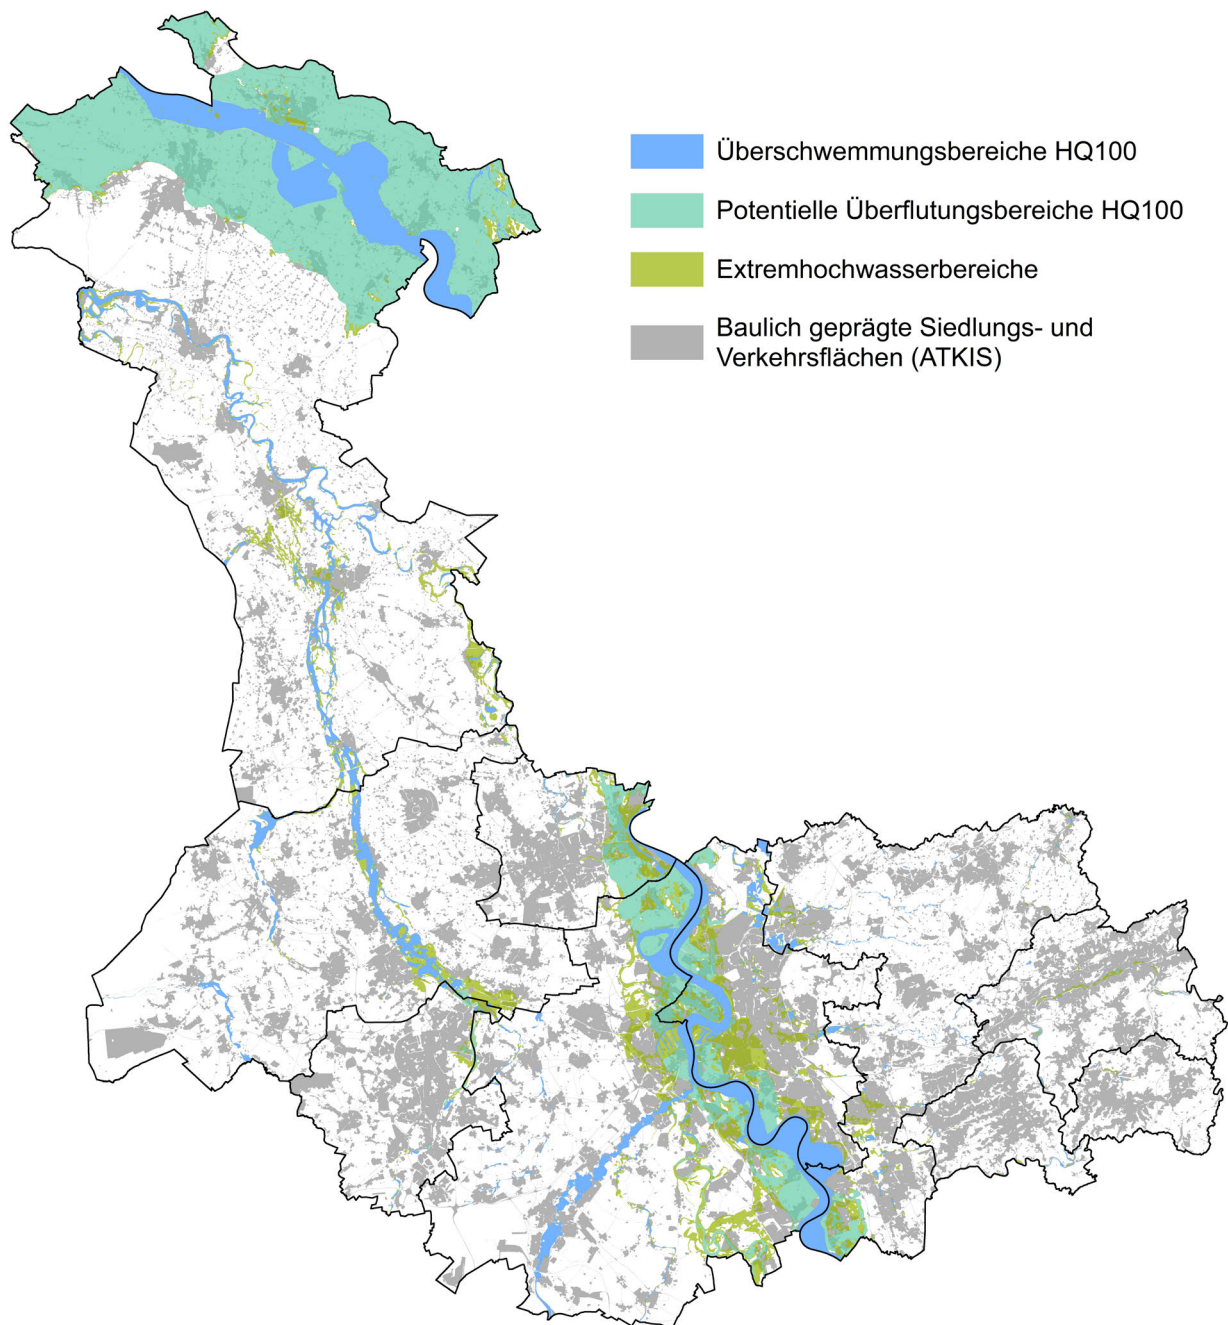 Überschwemmungsbereiche HQ100
Potentielle Überflutungsbereiche HQ100
Extremhochwasserbereiche
Baulich geprägte Siedlungs- und
Verkehrsflächen (ATKIS)